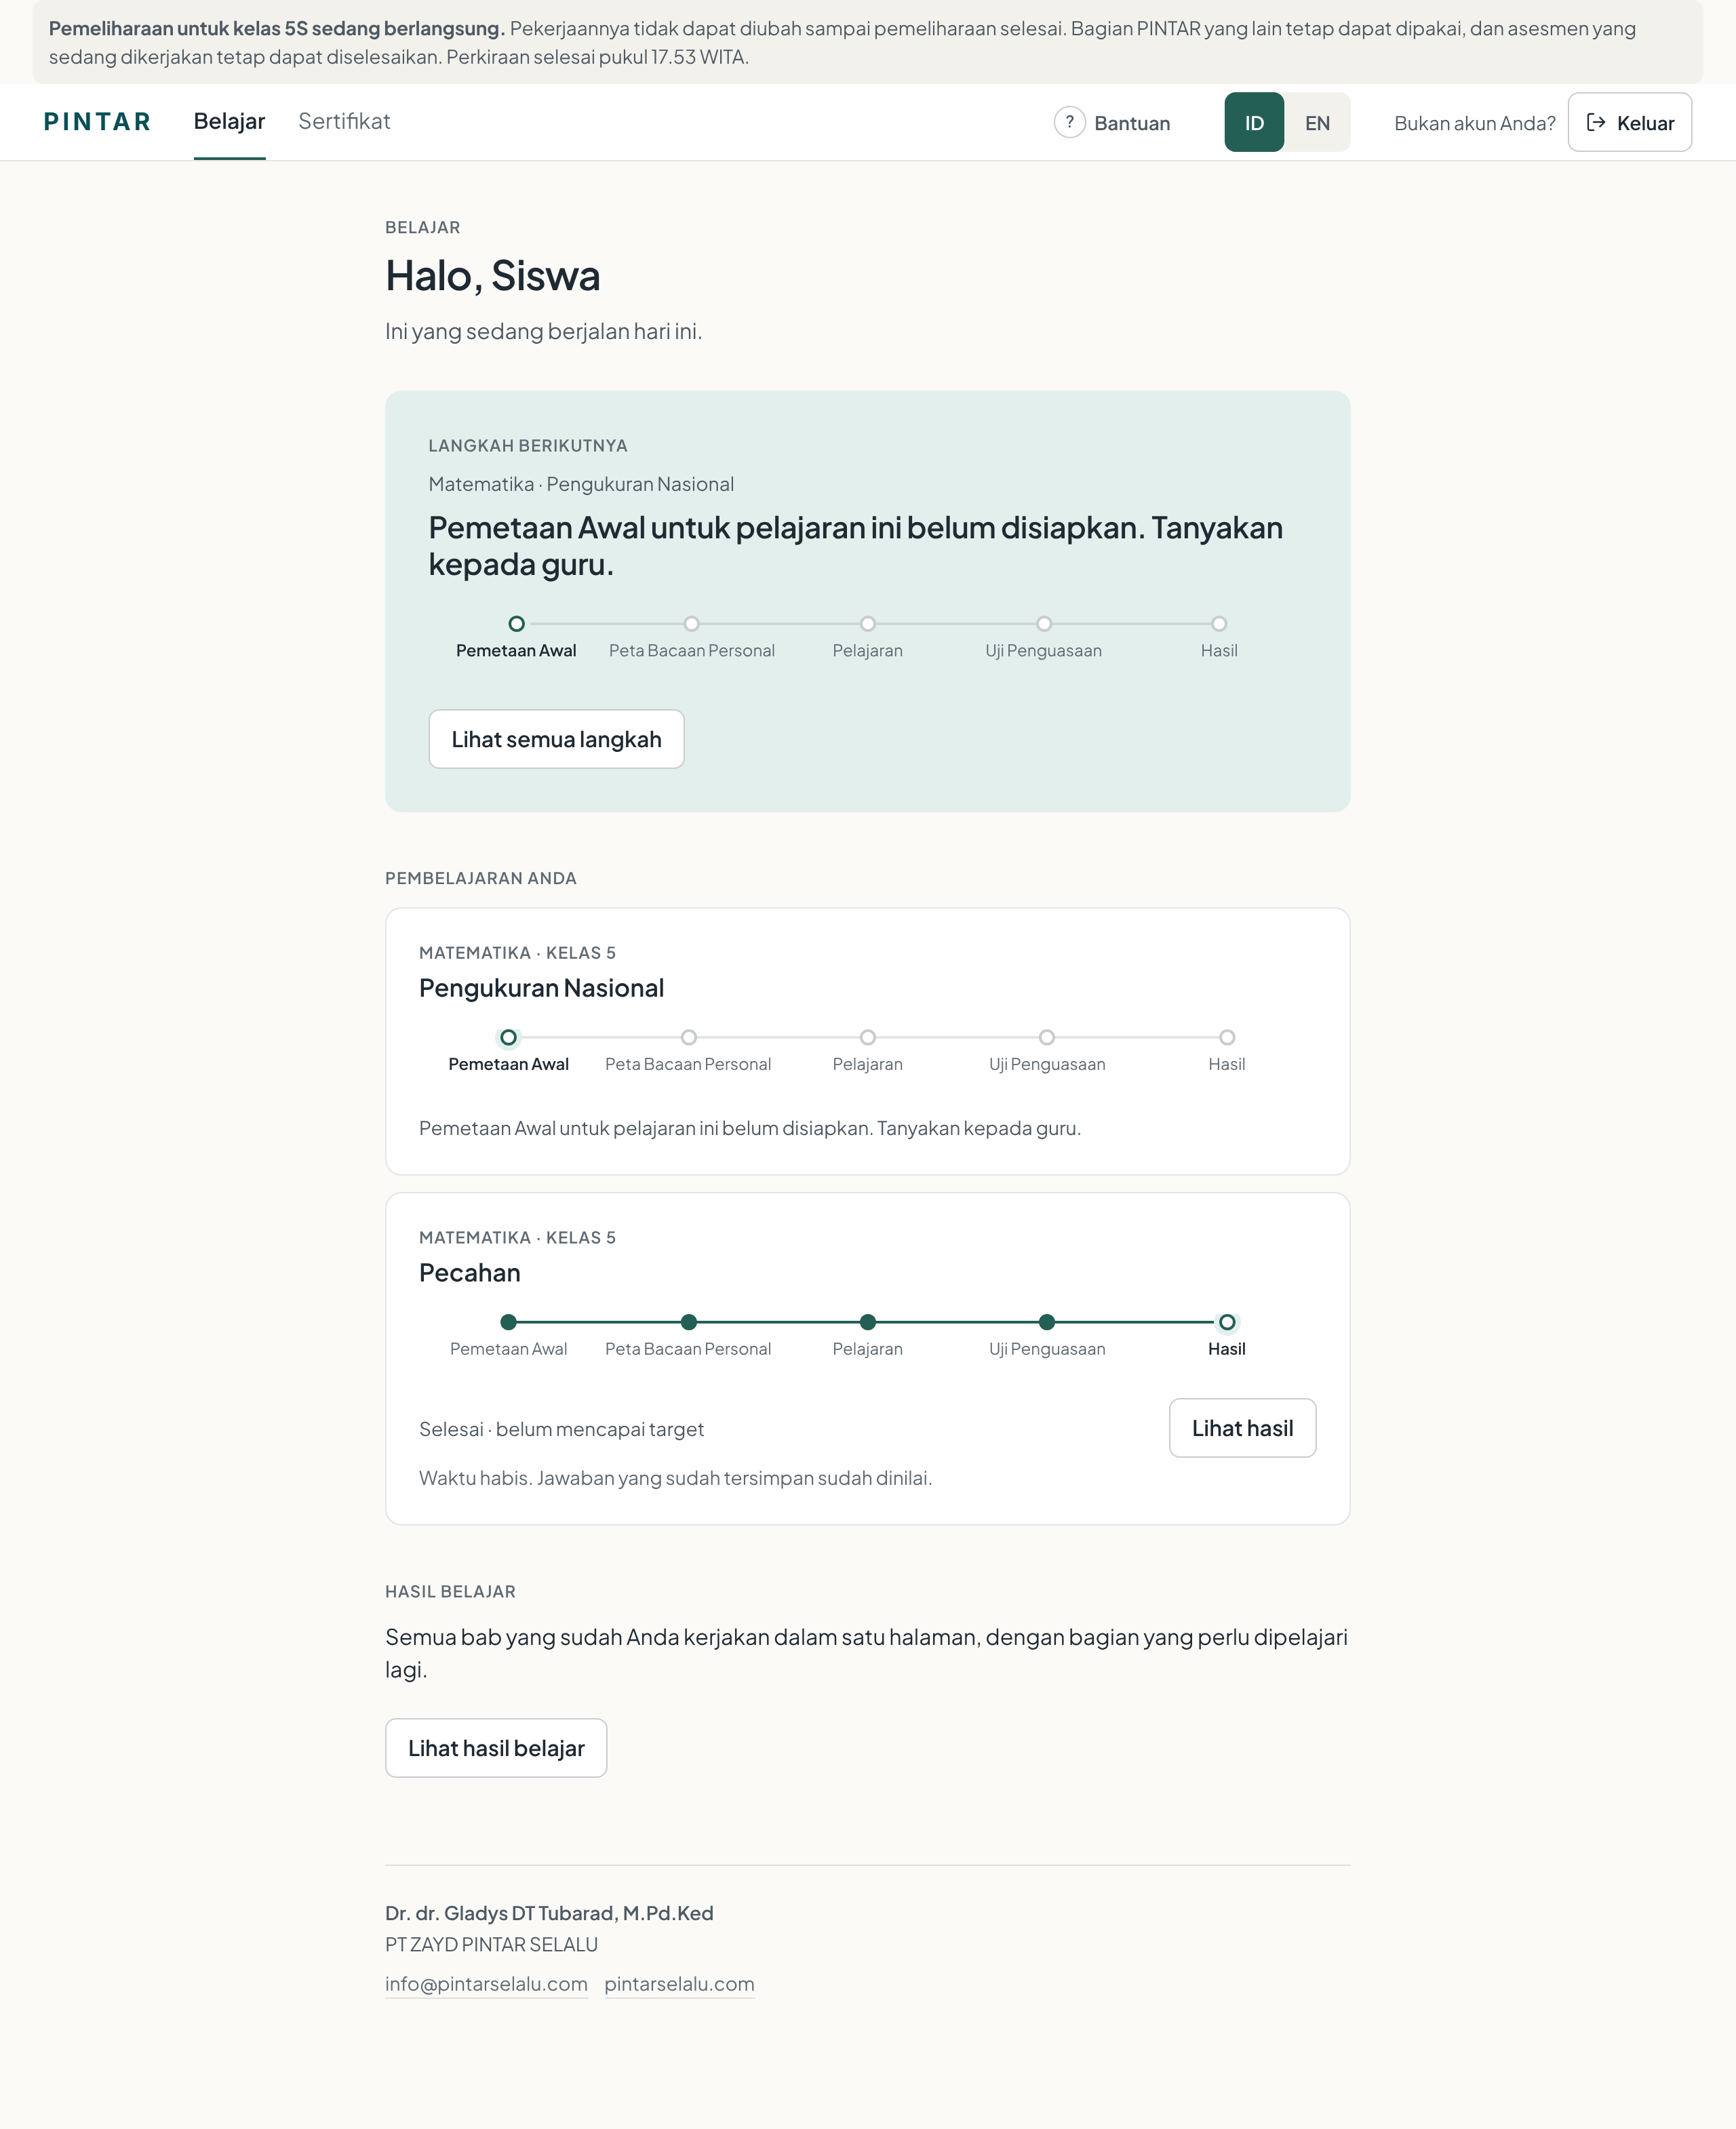 Pemeliharaan untuk kelas 5S sedang berlangsung. Pekerjaannya tidak dapat diubah sampai pemeliharaan selesai. Bagian PINTAR yang lain tetap dapat dipakai, dan asesmen yang
sedang dikerjakan tetap dapat diselesaikan. Perkiraan selesai pukul 17.53 WITA.
PINTAR Belajar Sertifikat ? Bantuan ID EN Bukan akun Anda? Keluar
BELAJAR
Halo, Siswa
Ini yang sedang berjalan hari ini.
LANGKAH BERIKUTNYA
Matematika · Pengukuran Nasional
Pemetaan Awal untuk pelajaran ini belum disiapkan. Tanyakan
kepada guru.
Pemetaan Awal Peta Bacaan Personal Pelajaran Uji Penguasaan Hasil
Lihat semua langkah
PEMBELAJARAN ANDA
MATEMATIKA · KELAS 5
Pengukuran Nasional
Pemetaan Awal Peta Bacaan Personal Pelajaran Uji Penguasaan Hasil
Pemetaan Awal untuk pelajaran ini belum disiapkan. Tanyakan kepada guru.
MATEMATIKA · KELAS 5
Pecahan
Pemetaan Awal Peta Bacaan Personal Pelajaran Uji Penguasaan Hasil
Selesai · belum mencapai target Lihat hasil
Waktu habis. Jawaban yang sudah tersimpan sudah dinilai.
HASIL BELAJAR
Semua bab yang sudah Anda kerjakan dalam satu halaman, dengan bagian yang perlu dipelajari
lagi.
Lihat hasil belajar
Dr. dr. Gladys DT Tubarad, M.Pd.Ked
PT ZAYD PINTAR SELALU
info@pintarselalu.com pintarselalu.com